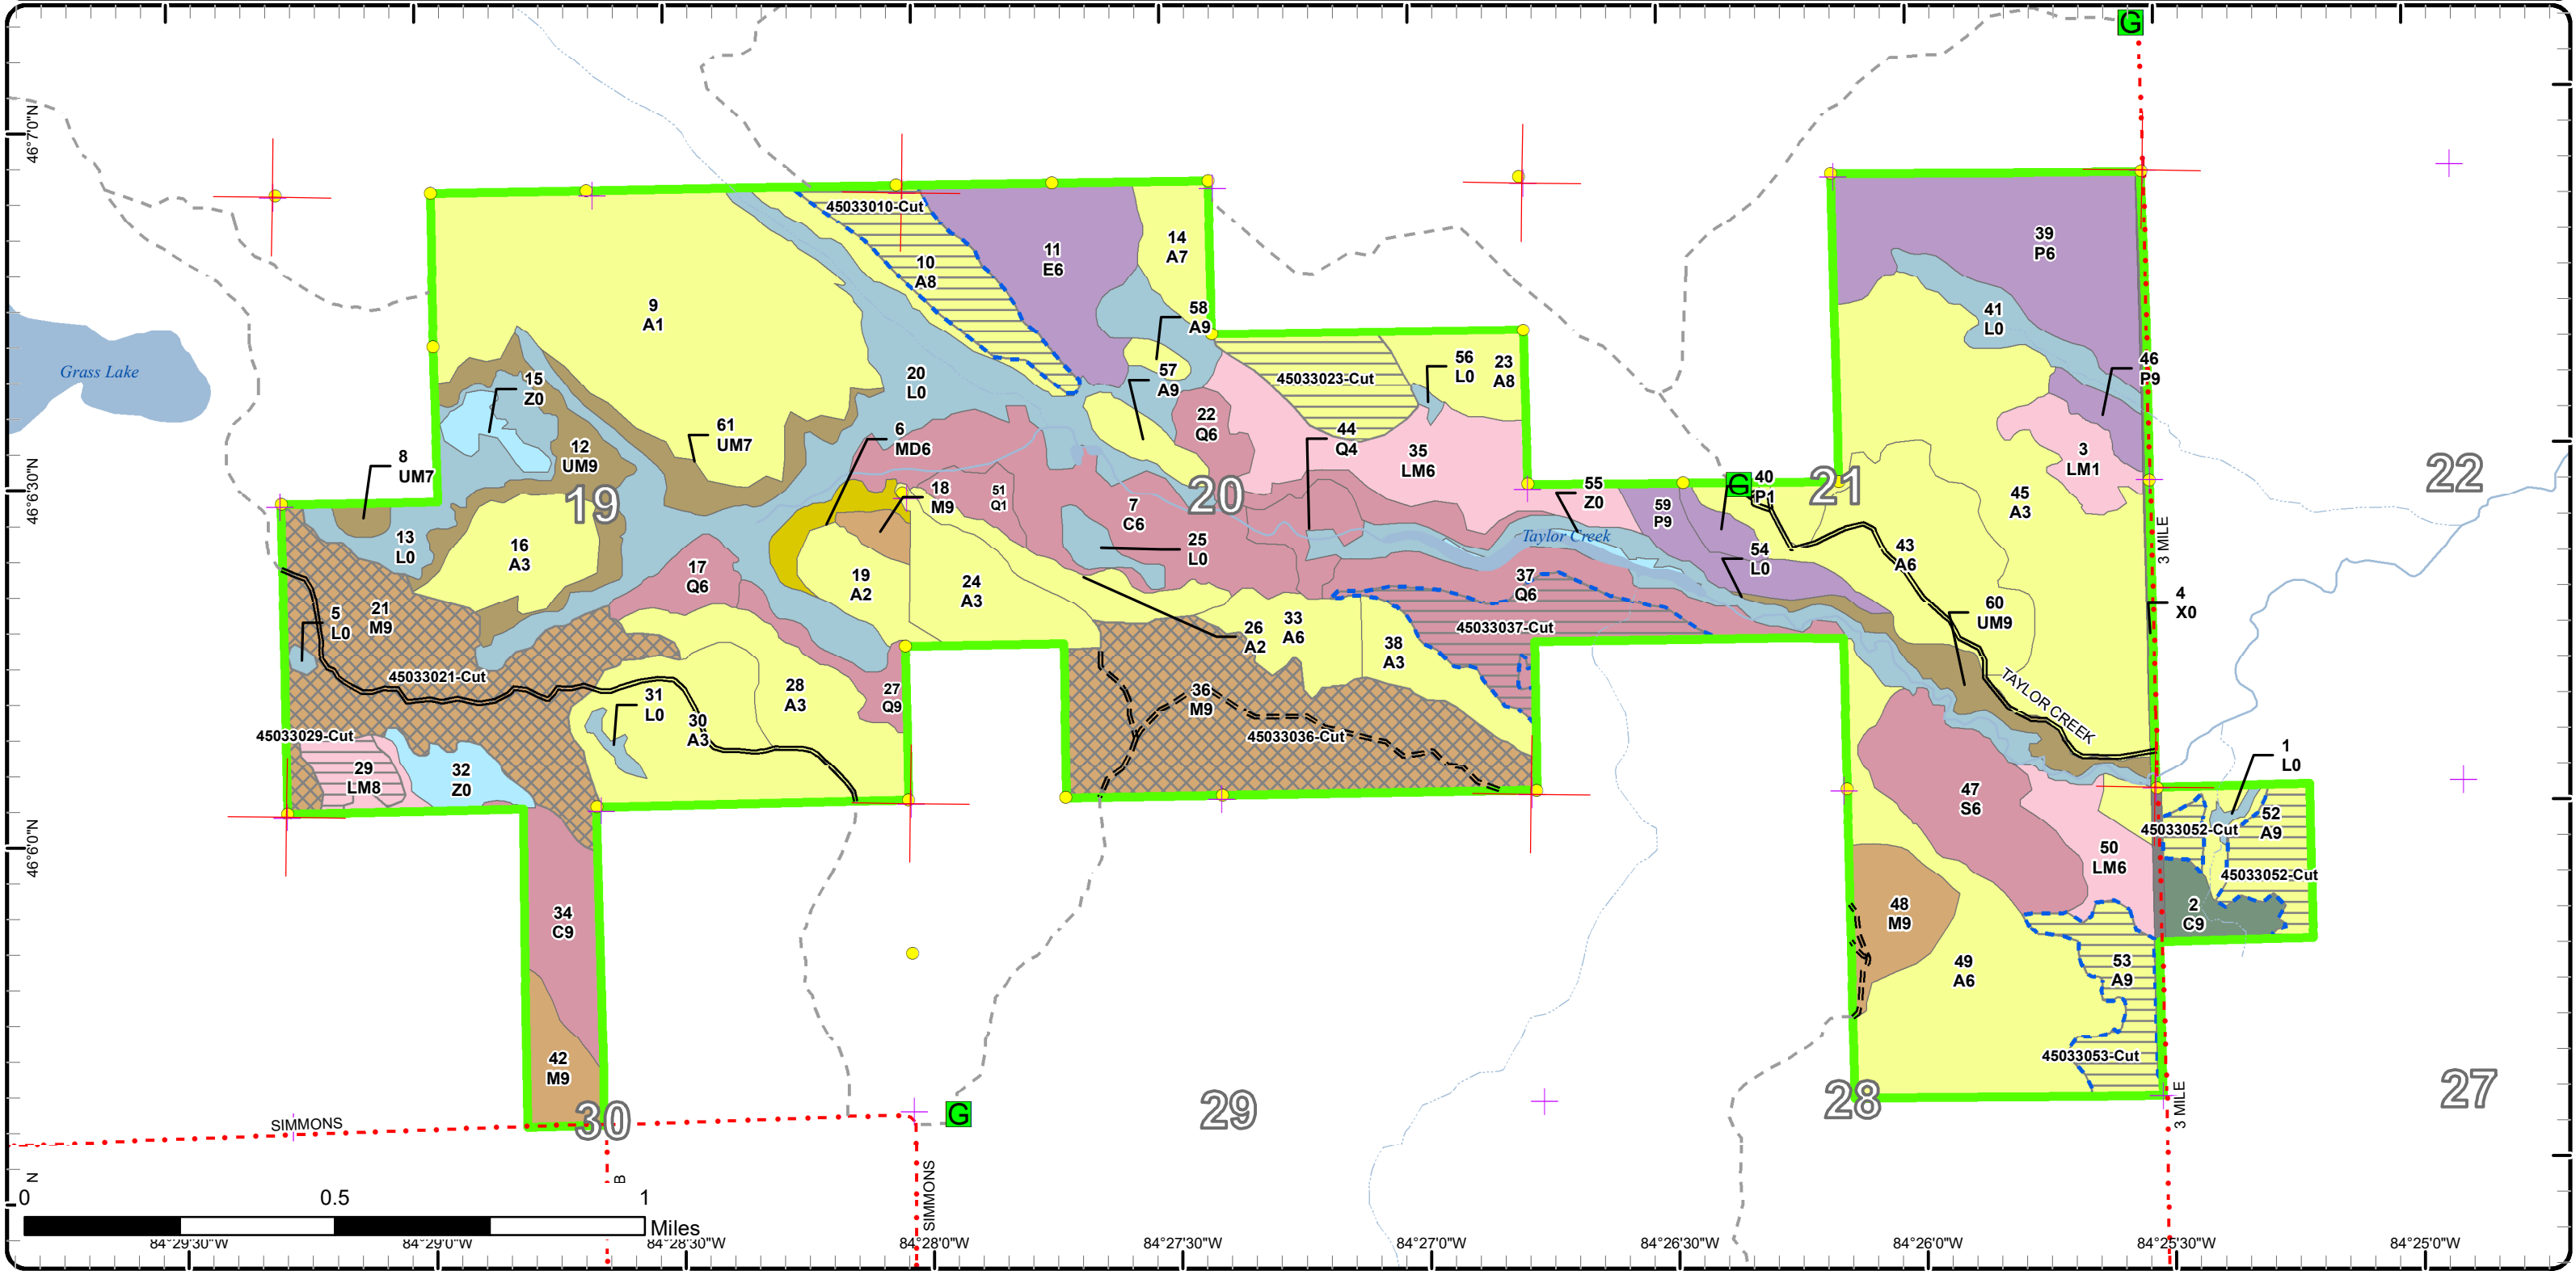 G
46°7'0"N
45033010-Cut
11
E6
14
A7
39
P6
10
A8
9
A1
58
A9
41
L0
Grass Lake
20
L0
57
A9
45033023-Cut
56
L0
23
A8
46
P9
15
Z0
61
UM7
6
MD6
22
Q6
44
Q4
35
LM6
3
LM1
8
UM7
12
UM9
46°6'30"N
19
18
M9
51
Q1
7
C6
20
55
Z0
59
P9
G
40
P1
21
45
A3
22
13
L0
16
A3
25
L0
Taylor Creek
54
L0
43
A6
3 MILE
17
Q6
19
A2
24
A3
37
Q6
5
L0
21
M9
26
A2
33
A6
45033037-Cut
60
UM9
4
X0
38
A3
45033021-Cut
31
L0
28
A3
27
Q9
36
M9
30
A3
TAYLOR CREEK
45033029-Cut
45033036-Cut
1
L0
29
LM8
32
Z0
47
S6
52
A9
45033052-Cut
46°6'0"N
50
LM6
45033052-Cut
34
C9
48
M9
2
C9
49
A6
53
A9
42
M9
45033053-Cut
30
29
28
27
G
SIMMONS
3 MILE
N
B
SIMMONS
0
0.5
1
Miles
84°29'30"W
84°29'0"W
84°28'30"W
84°28'0"W
84°27'30"W
84°27'0"W
84°26'30"W
84°26'0"W
84°25'30"W
84°25'0"W